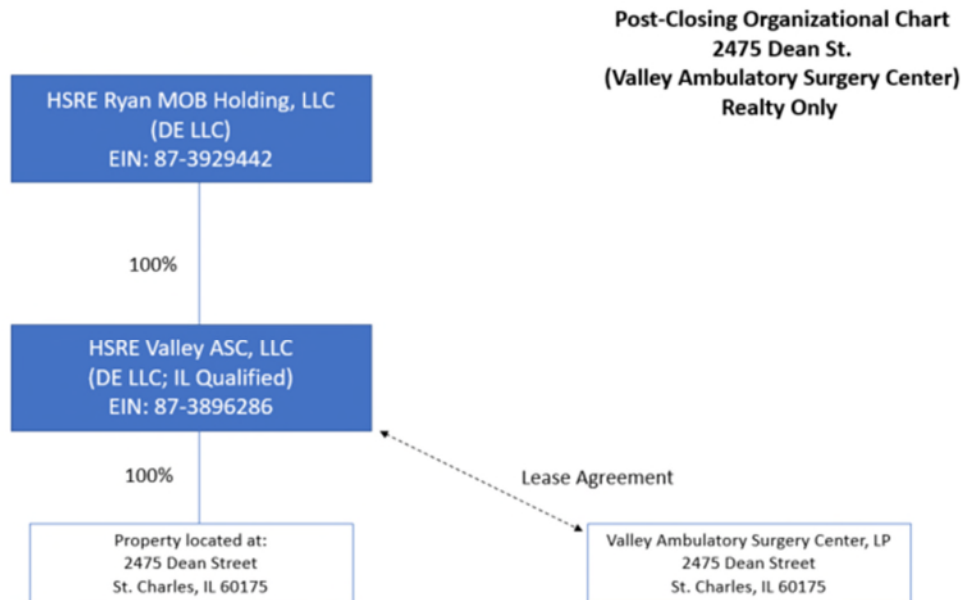 Post-Closing Organizational Chart
2475 Dean St.
(Valley Ambulatory Surgery Center)
Realty Only
HSRE Ryan MOB Holding, LLC
(DE LLC)
EIN: 87-3929442
100%
HSRE Valley ASC, LLC
(DE LLC; IL Qualified)
EIN: 87-3896286
100%
Lease Agreement
Property located at:
2475 Dean Street
St. Charles, IL 60175
Valley Ambulatory Surgery Center, LP
2475 Dean Street
St. Charles, IL 60175